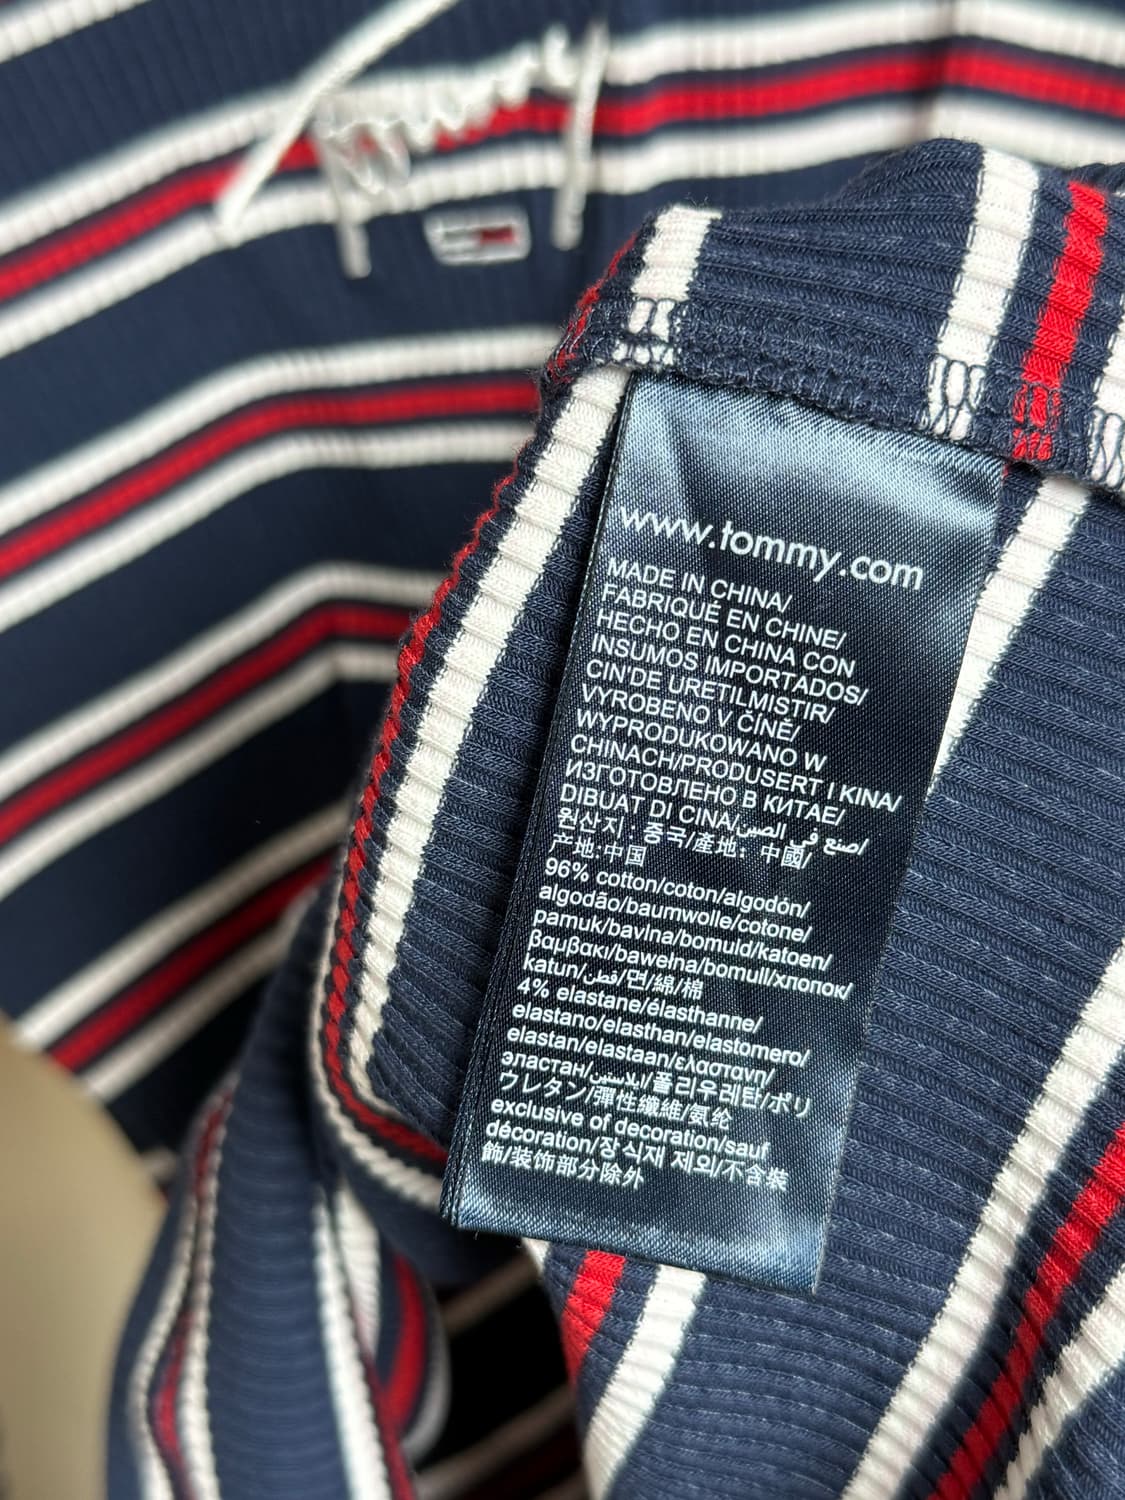 www.tommy.com
MADE IN CHINA/
FABRIQUÉ EN CHINE/
HECHO EN CHINA CON
INSUMOS IMPORTADOS/
CIN'DE URETILMISTIR/
VYROBENO V ČÍNĚ/
WYPRODUKOWANO W
CHINACH/PRODUSERT I KINA/
ИЗГОТОВЛЕНО В КИТАЕ/
DIBUAT DI CINA/صنع في الصين/
원산지 : 중국/產地: 中國/
产地:中国
96% cotton/coton/algodón/
algodão/baumwolle/cotone/
pamuk/bavlna/bomuld/katoen/
βαμβακι/bawełna/bomull/хлопок/
katun/قطن/면/綿/棉
4% elastane/élasthanne/
elastano/elasthan/elastomero/
elastan/elastaan/ελαστανη/
эластан/الاستين/폴리우레탄/ポリ
ウレタン/彈性纖維/氨纶
exclusive of decoration/sauf
décoration/장식재 제외/不含裝
飾/装饰部分除外